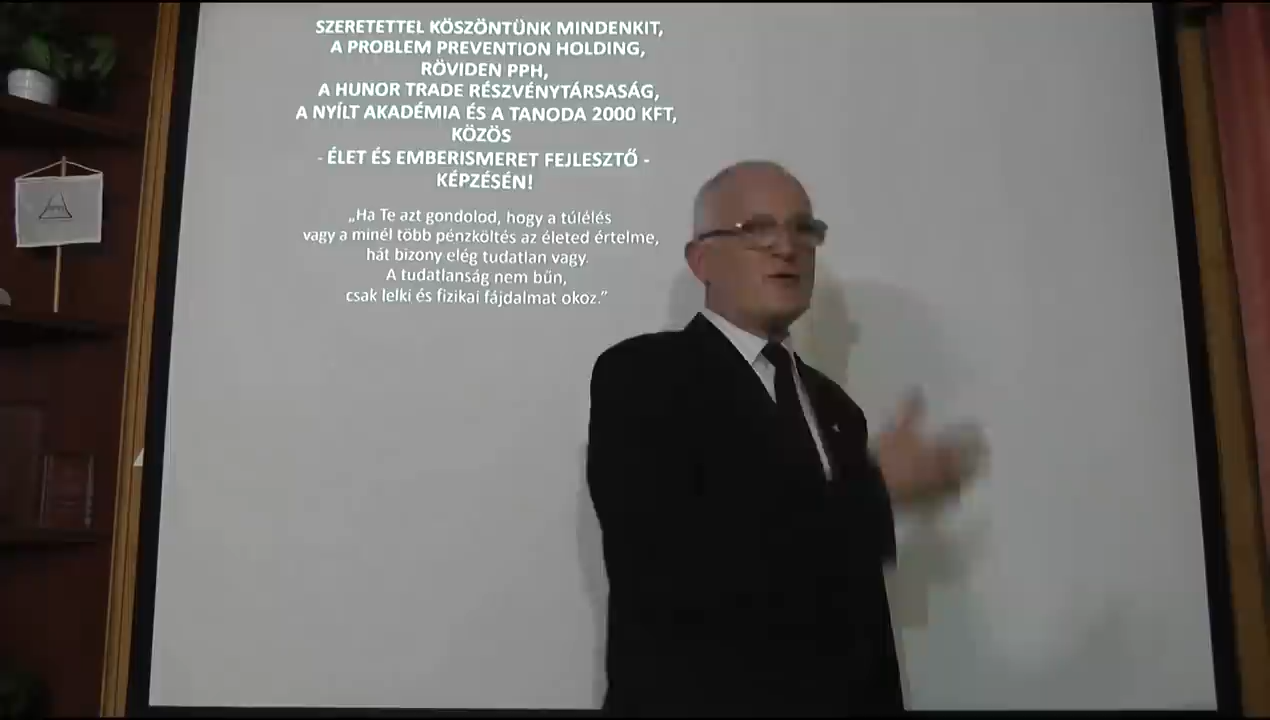 SZERETETTEL KÖSZÖNTÜNK MINDENKIT,
A PROBLEM PREVENTION HOLDING,
RÖVIDEN PPH,
A HUNOR TRADE RÉSZVÉNYTÁRSASÁG,
A NYÍLT AKADÉMIA ÉS A TANODA 2000 KFT,
KÖZÖS
- ÉLET ÉS EMBERISMERET FEJLESZTŐ -
KÉPZÉSÉN!
„Ha Te azt gondolod, hogy a túlélés
vagy a minél több pénzköltés az életed értelme,
hát bizony elég tudatlan vagy.
A tudatlanság nem bűn,
csak lelki és fizikai fájdalmat okoz.”